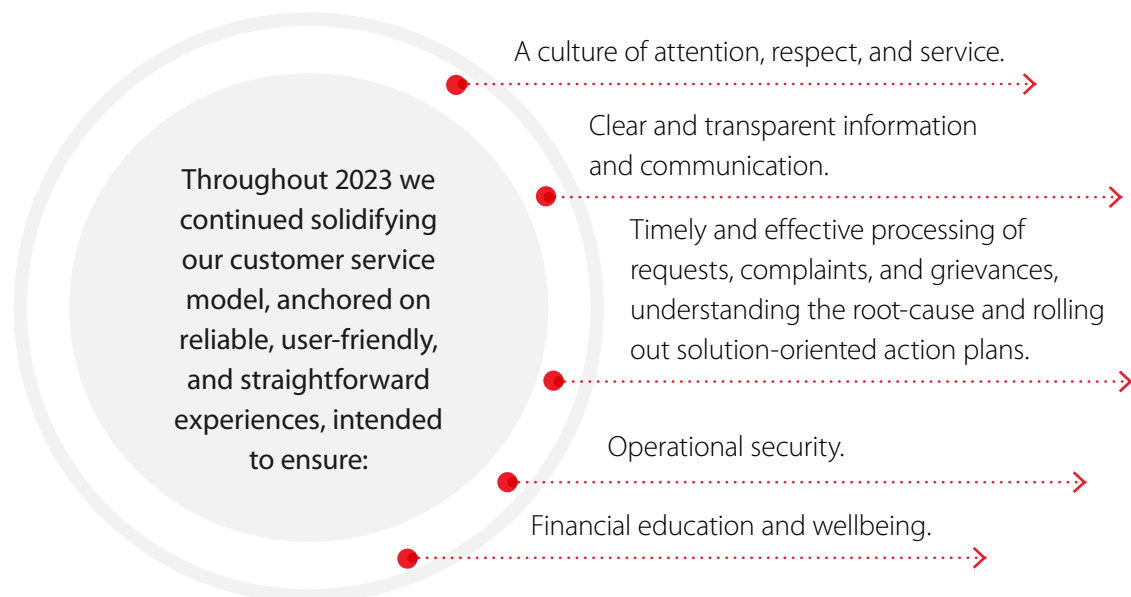 Throughout 2023 we
continued solidifying
our customer service
model, anchored on
reliable, user-friendly,
and straightforward
experiences, intended
to ensure:
A culture of attention, respect, and service.
Clear and transparent information
and communication.
Timely and effective processing of
requests, complaints, and grievances,
understanding the root-cause and rolling
out solution-oriented action plans.
Operational security.
Financial education and wellbeing.